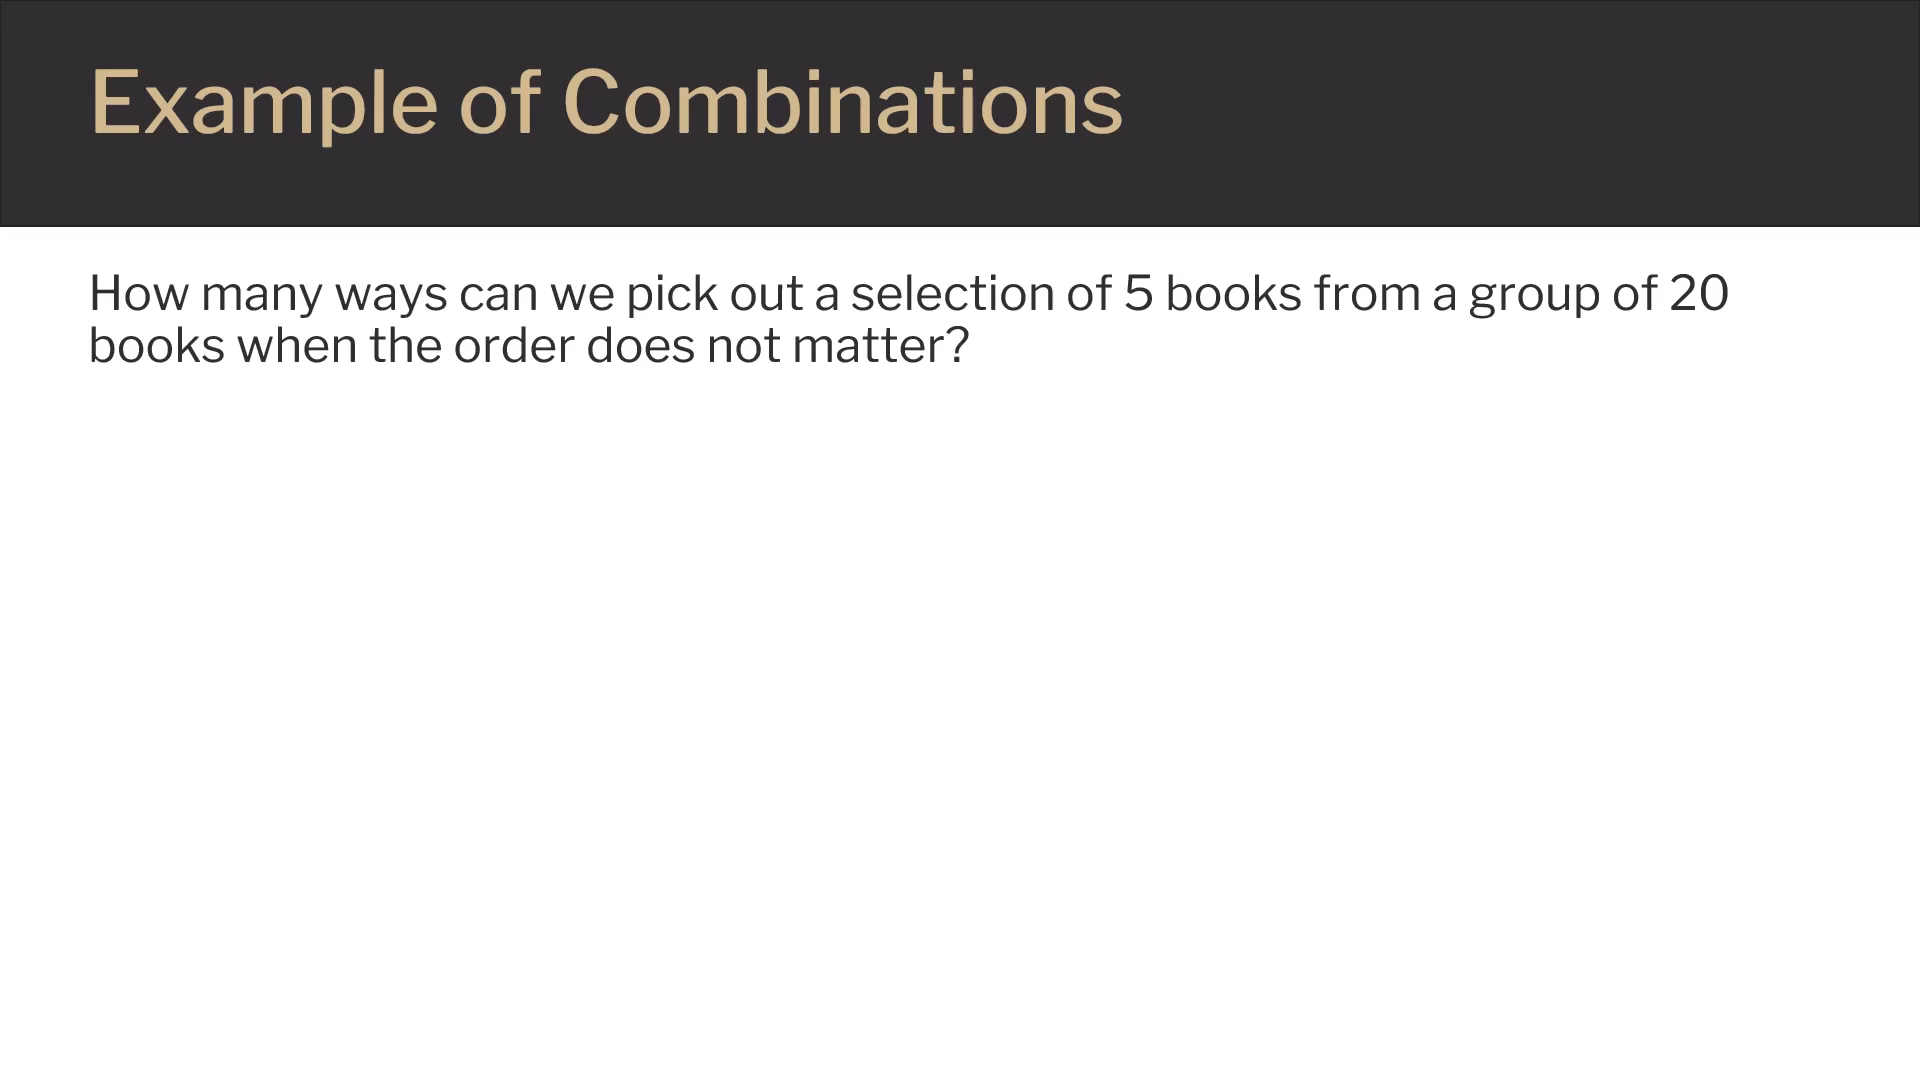 Example of Combinations
How many ways can we pick out a selection of 5 books from a group of 20
books when the order does not matter?